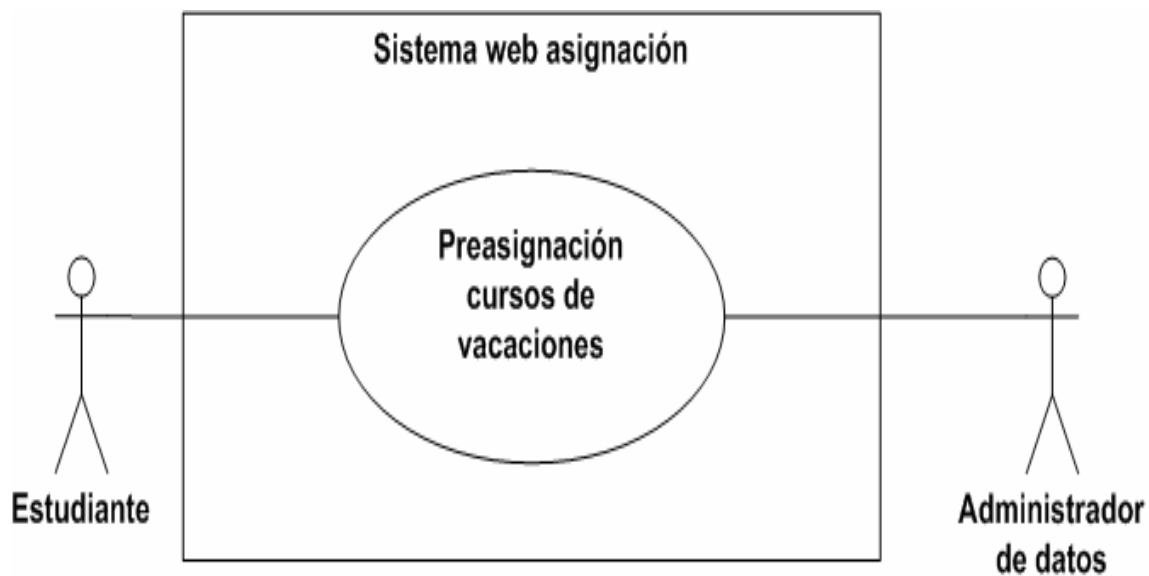 Sistema web asignación
Preasignación
cursos de
vacaciones
Estudiante
Administrador
de datos